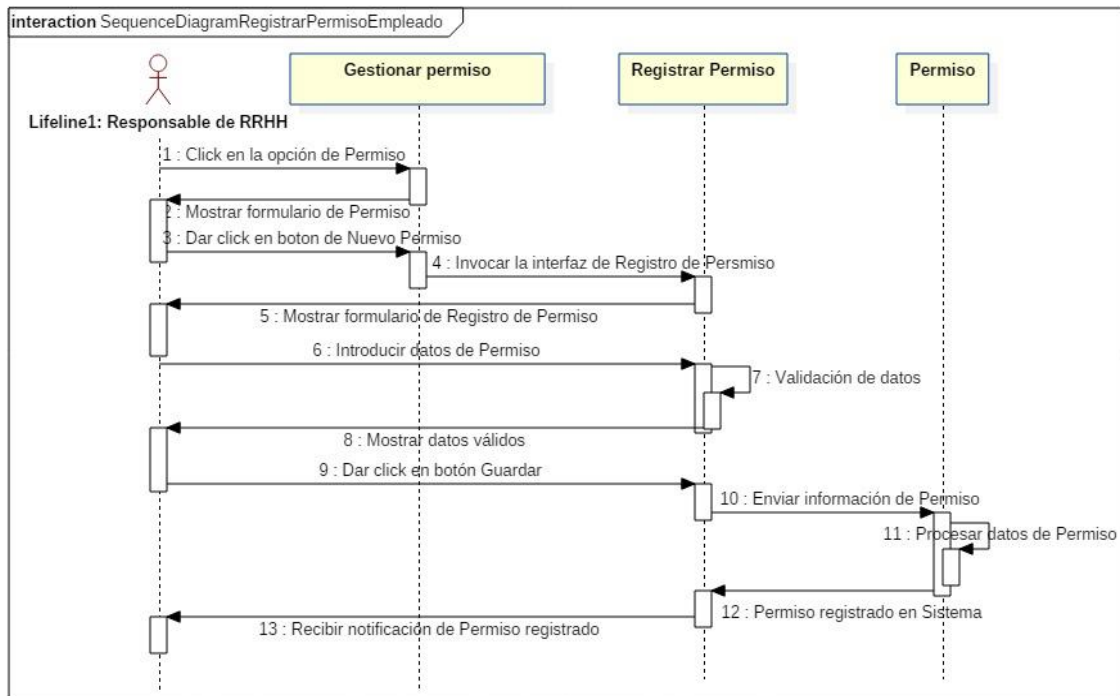 interaction SequenceDiagramRegistrarPermisoEmpleado
Gestionar permiso
Registrar Permiso
Permiso
Lifeline1: Responsable de RRHH
1 : Click en la opción de Permiso
2 : Mostrar formulario de Permiso
3 : Dar click en boton de Nuevo Permiso
4 : Invocar la interfaz de Registro de Persmiso
5 : Mostrar formulario de Registro de Permiso
6 : Introducir datos de Permiso
7 : Validación de datos
8 : Mostrar datos válidos
9 : Dar click en botón Guardar
10 : Enviar información de Permiso
11 : Procesar datos de Permiso
12 : Permiso registrado en Sistema
13 : Recibir notificación de Permiso registrado